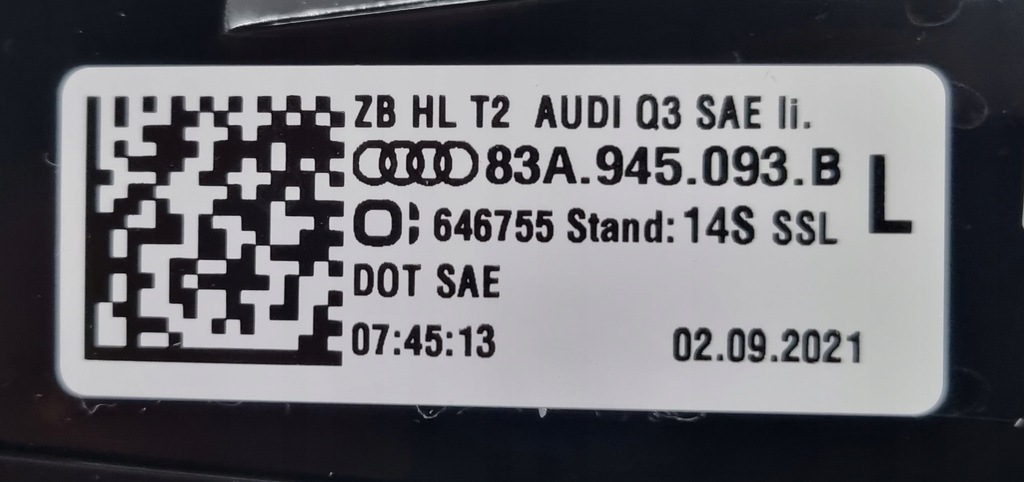 ZB HL T2 AUDI Q3 SAE li.
83A.945.093.B
L
646755 Stand: 14S SSL
DOT SAE
07:45:13 02.09.2021